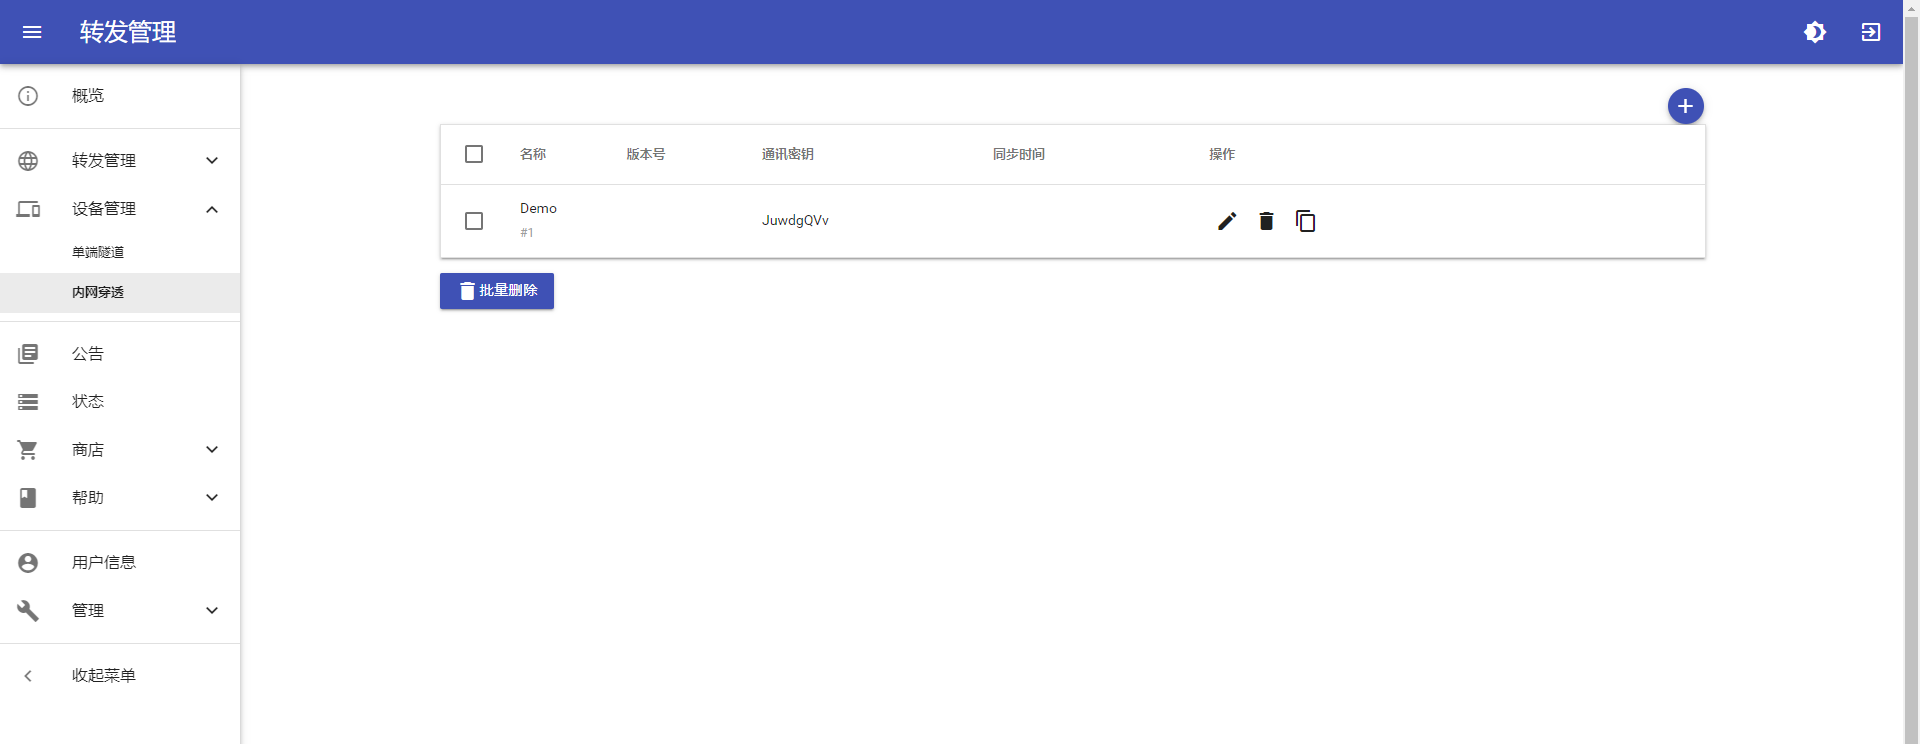 转发管理
概览
转发管理
设备管理
单端隧道
内网穿透
公告
状态
商店
帮助
用户信息
管理
收起菜单
名称 版本号 通讯密钥 同步时间 操作
Demo
#1
JuwdgQVv
批量删除